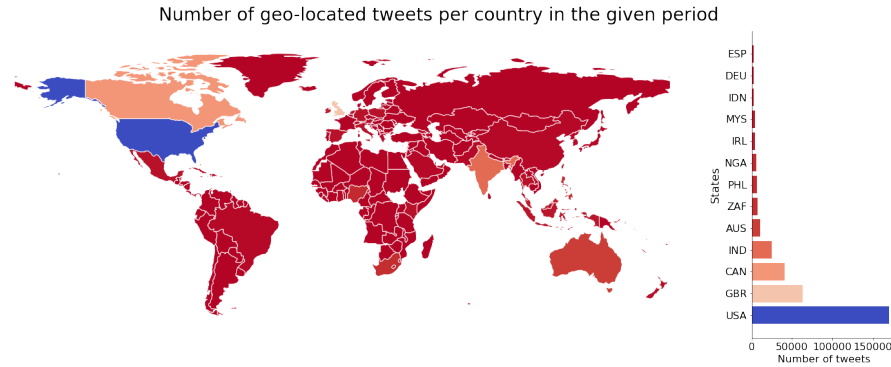 Number of geo-located tweets per country in the given period
ESP
DEU
IDN
MYS
IRL
NGA
PHL
ZAF
AUS
IND
CAN
GBR
USA
States
0 50000 100000 150000
Number of tweets